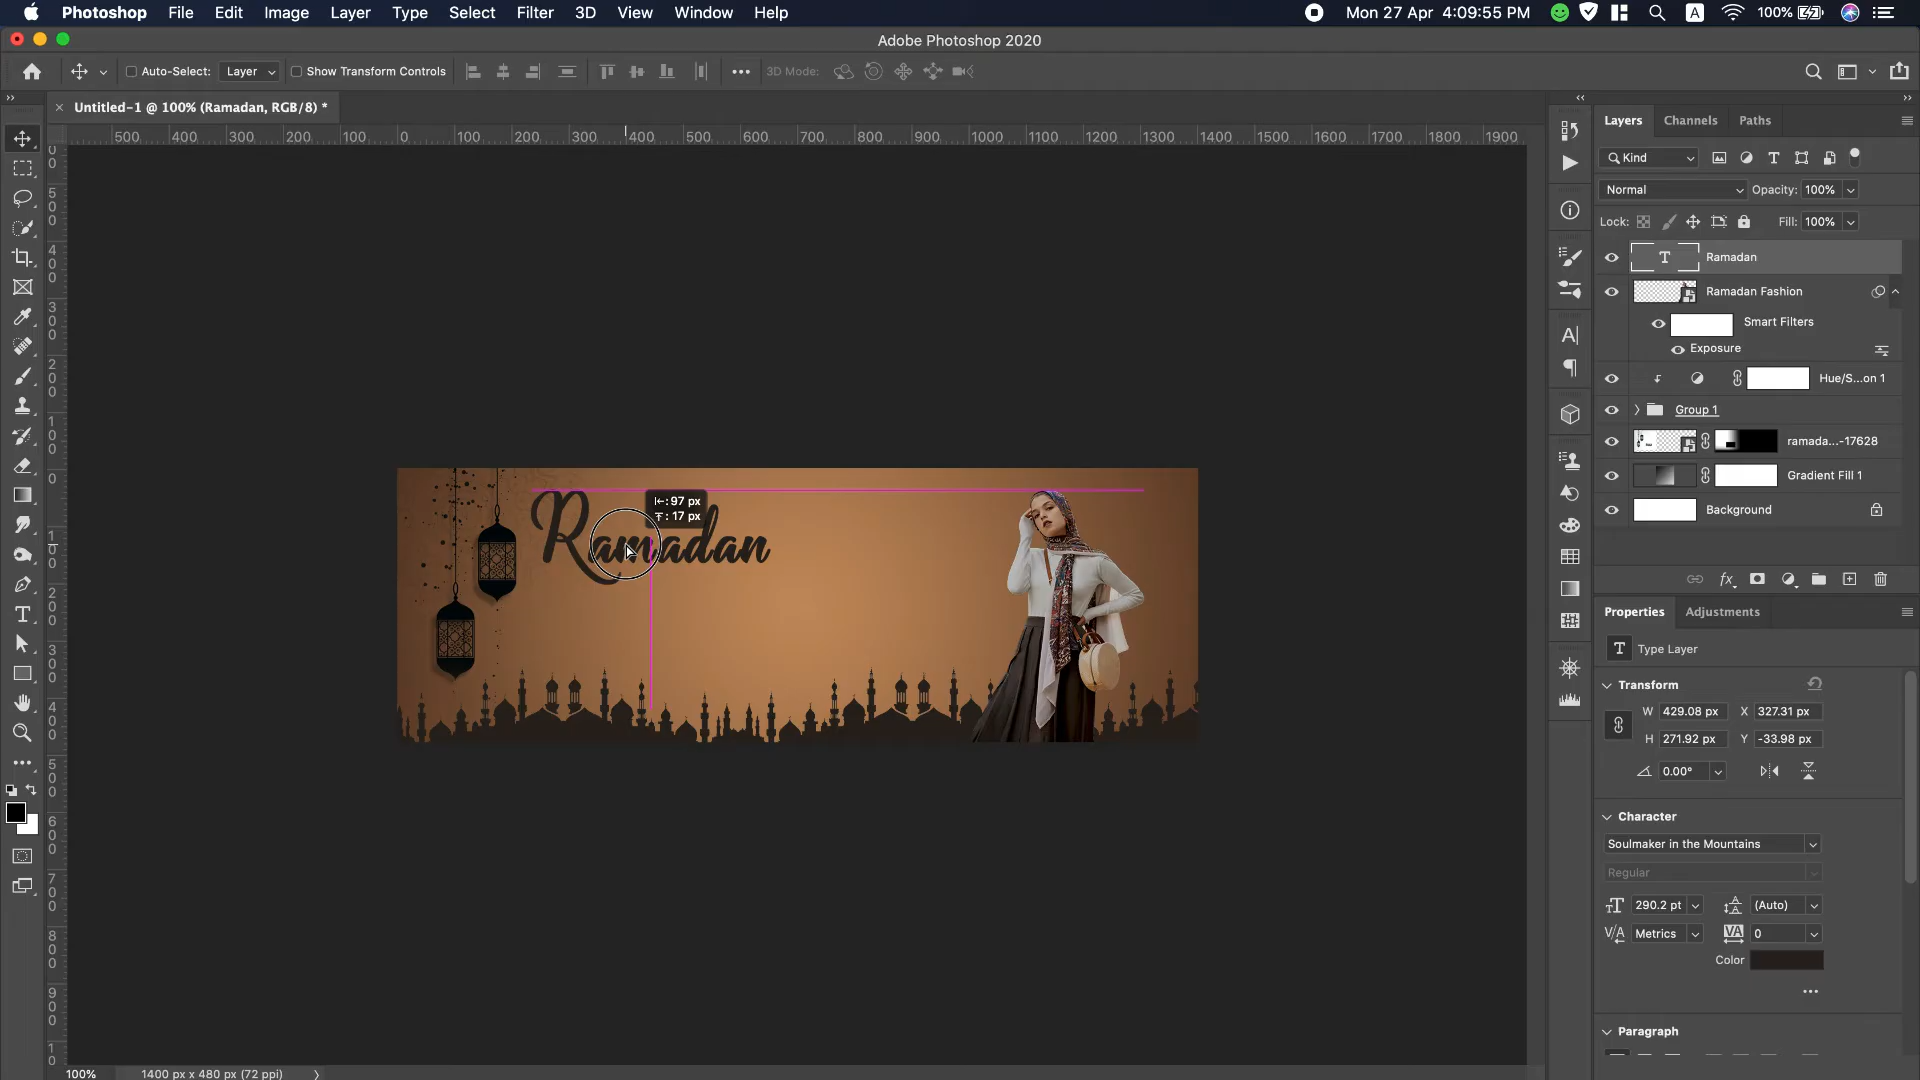 Photoshop File Edit Image Layer Type Select Filter 3D View Window Help
Mon 27 Apr 4:09:55 PM A 100%
Adobe Photoshop 2020
Auto-Select: Layer Show Transform Controls 3D Mode:
× Untitled-1 @ 100% (Ramadan, RGB/8) *
500 400 300 200 100 0 100 200 300 400 500 600 700 800 900 1000 1100 1200 1300 1400 1500 1600 1700 1800 1900
Layers Channels Paths
Kind
Normal Opacity: 100%
Lock: Fill: 100%
T Ramadan
Ramadan Fashion
Smart Filters
Exposure
Hue/S...on 1
Group 1
ramada...-17628
Gradient Fill 1
Background
Ramadan
: 97 px
: 17 px
Properties Adjustments
T Type Layer
Transform
W 429.08 px X 327.31 px
H 271.92 px Y -33.98 px
0.00°
Character
Soulmaker in the Mountains
Regular
290.2 pt (Auto)
Metrics 0
Color
Paragraph
100% 1400 px x 480 px (72 ppi)